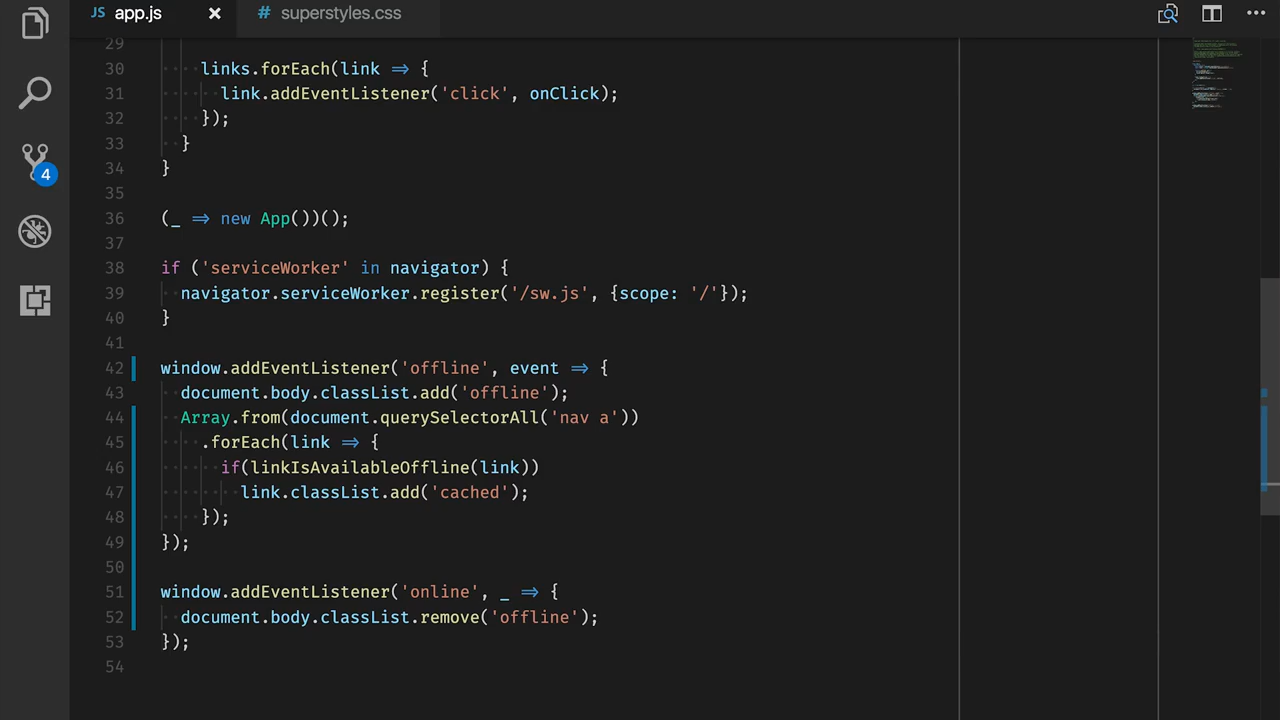 JS app.js × # superstyles.css
29
30 links.forEach(link => {
31 link.addEventListener('click', onClick);
32 });
33 }
34 }
35
36 (_ => new App())();
37
38 if ('serviceWorker' in navigator) {
39 navigator.serviceWorker.register('/sw.js', {scope: '/'});
40 }
41
42 window.addEventListener('offline', event => {
43 document.body.classList.add('offline');
44 Array.from(document.querySelectorAll('nav a'))
45 .forEach(link => {
46 if(linkIsAvailableOffline(link))
47 link.classList.add('cached');
48 });
49 });
50
51 window.addEventListener('online', _ => {
52 document.body.classList.remove('offline');
53 });
54
4